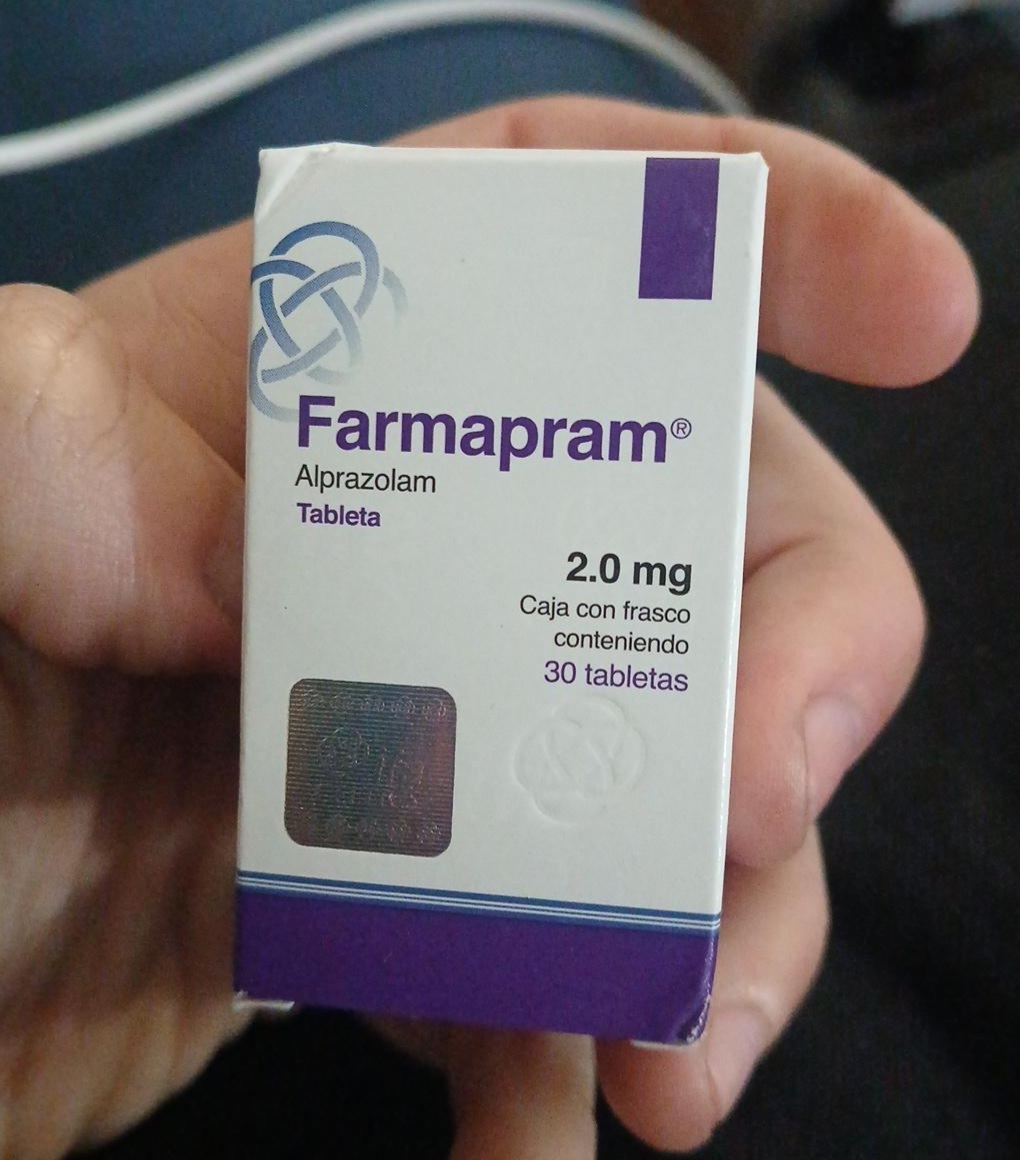 Farmapram®
Alprazolam
Tableta
2.0 mg
Caja con frasco
conteniendo
30 tabletas